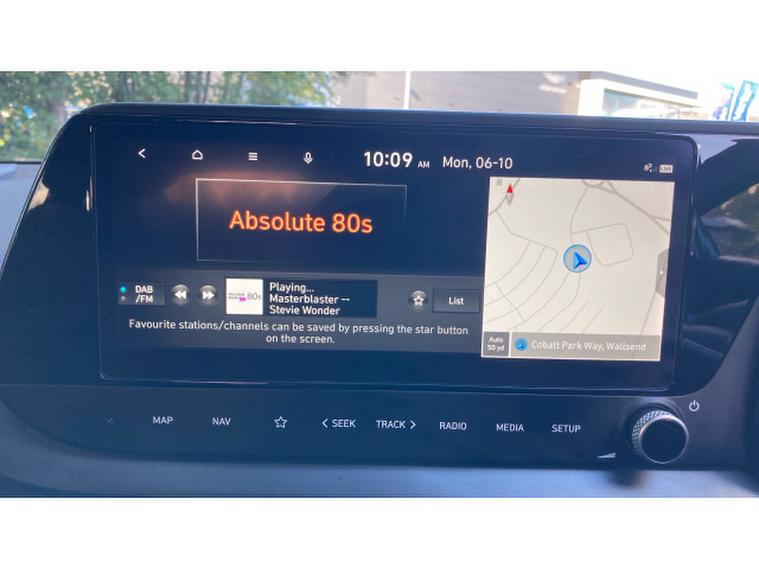 10:09 AM Mon, 06-10
LIVE
Absolute 80s
N
DAB
/FM
80s
Playing...
Masterblaster --
Stevie Wonder
List
Favourite stations/channels can be saved by pressing the star button
on the screen.
Auto
50 yd
Cobalt Park Way, Wallsend
MAP NAV < SEEK TRACK > RADIO MEDIA SETUP